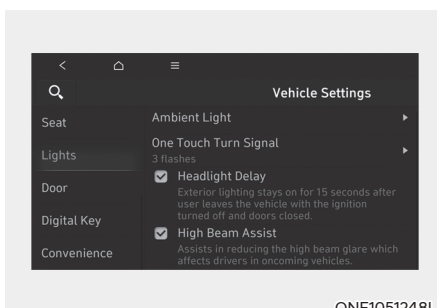 Vehicle Settings
Seat
Lights
Door
Digital Key
Convenience
Ambient Light
One Touch Turn Signal
3 flashes
Headlight Delay
Exterior lighting stays on for 15 seconds after
user leaves the vehicle with the ignition
turned off and doors closed.
High Beam Assist
Assists in reducing the high beam glare which
affects drivers in oncoming vehicles.